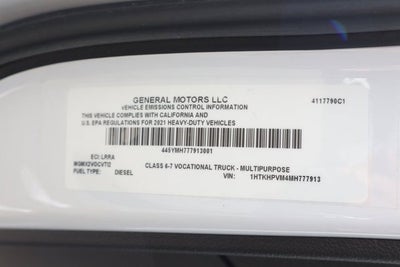 GENERAL MOTORS LLC
VEHICLE EMISSIONS CONTROL INFORMATION
4117790C1
THIS VEHICLE COMPLIES WITH CALIFORNIA AND
U.S. EPA REGULATIONS FOR 2021 HEAVY-DUTY VEHICLES
445YMH777913001
ECI: LRRA
WGMX2VOCVTI2
CLASS 6-7 VOCATIONAL TRUCK - MULTIPURPOSE
FUEL TYPE: DIESEL
VIN: 1HTKHPVM4MH777913